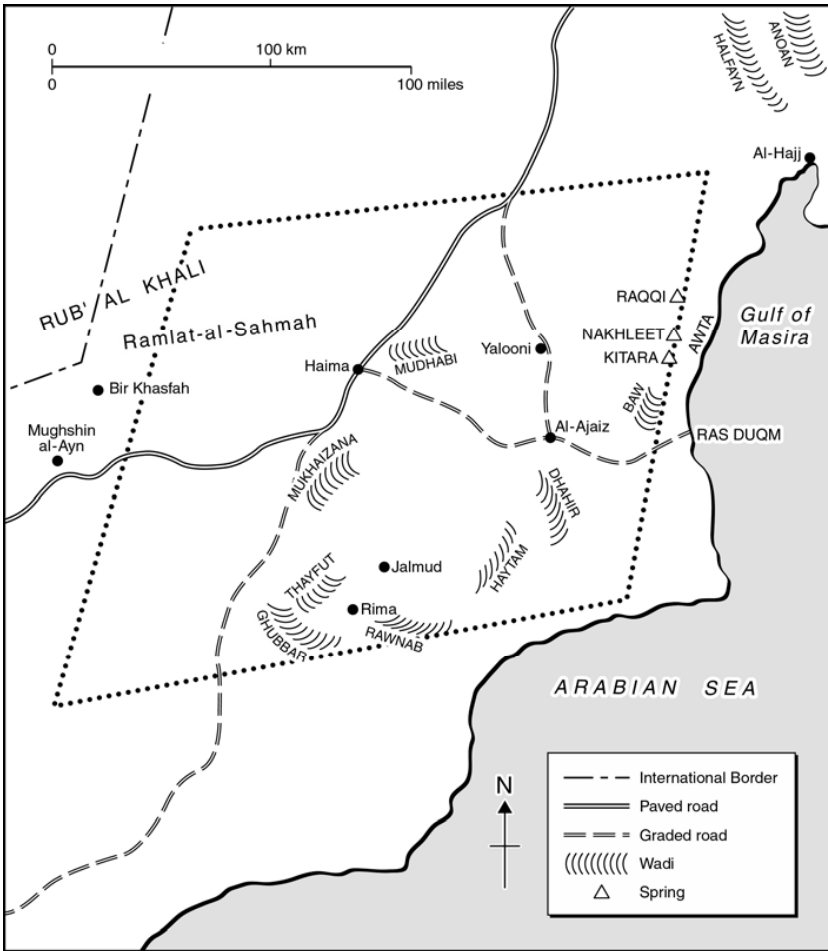 0 100 km
0 100 miles
HALFAYN
ANOAN
Al-Hajj
RUB' AL KHALI
Ramlat-al-Sahmah
RAQQI
NAKHLEET
KITARA
AWTA
Gulf of
Masira
Haima
MUDHABI
Yalooni
Bir Khasfah
BAW
Mughshin
al-Ayn
Al-Ajaiz
RAS DUQM
MUKHAIZANA
DHAHIR
HAYTAM
Jalmud
THAYFUT
Rima
GHUBBAR
RAWNAB
ARABIAN SEA
N
International Border
Paved road
Graded road
Wadi
Spring